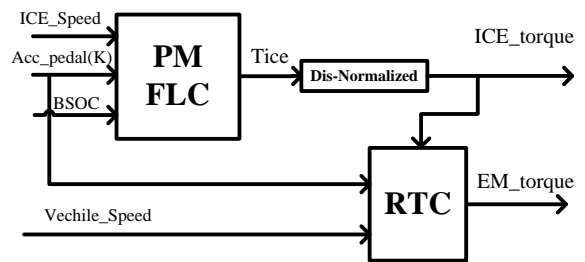 ICE_Speed
Acc_pedal(K)
BSOC
PM
FLC
Tice
Dis-Normalized
ICE_torque
Vechile_Speed
RTC
EM_torque